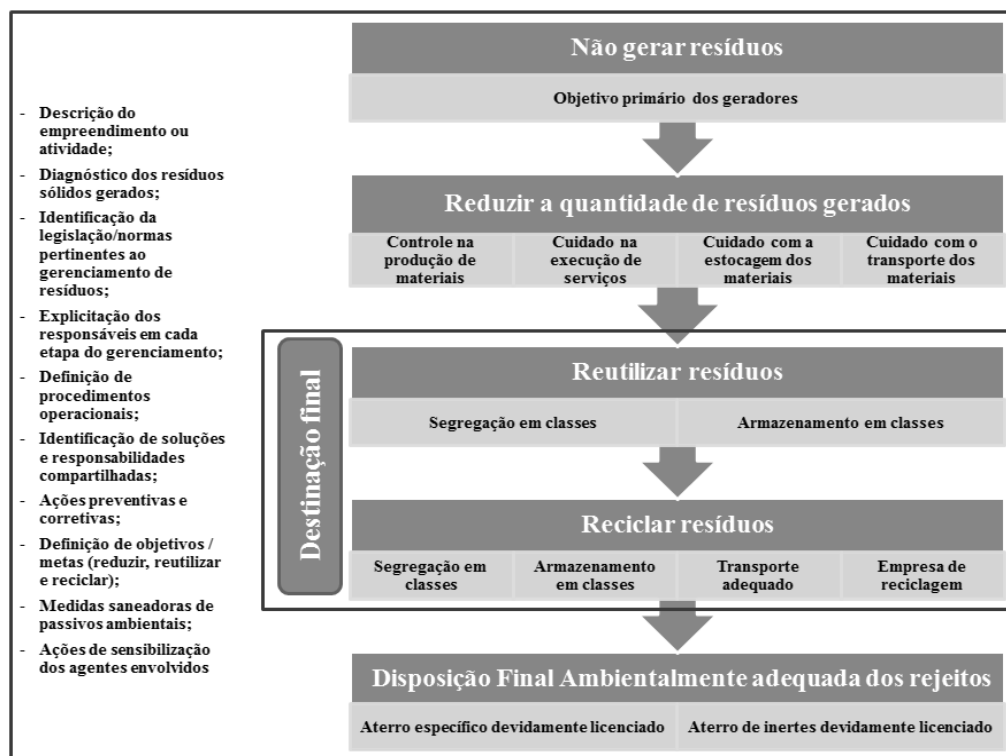 - Descrição do
empreendimento ou
atividade;
- Diagnóstico dos resíduos
sólidos gerados;
- Identificação da
legislação/normas
pertinentes ao
gerenciamento de
resíduos;
- Explicitação dos
responsáveis em cada
etapa do gerenciamento;
- Definição de
procedimentos
operacionais;
- Identificação de soluções
e responsabilidades
compartilhadas;
- Ações preventivas e
corretivas;
- Definição de objetivos /
metas (reduzir, reutilizar
e reciclar);
- Medidas saneadoras de
passivos ambientais;
- Ações de sensibilização
dos agentes envolvidos
Não gerar resíduos
Objetivo primário dos geradores
Reduzir a quantidade de resíduos gerados
Controle na
produção de
materiais
Cuidado na
execução de
serviços
Cuidado com a
estocagem dos
materiais
Cuidado com o
transporte dos
materiais
Destinação final
Reutilizar resíduos
Segregação em classes
Armazenamento em classes
Reciclar resíduos
Segregação em
classes
Armazenamento
em classes
Transporte
adequado
Empresa de
reciclagem
Disposição Final Ambientalmente adequada dos rejeitos
Aterro específico devidamente licenciado
Aterro de inertes devidamente licenciado